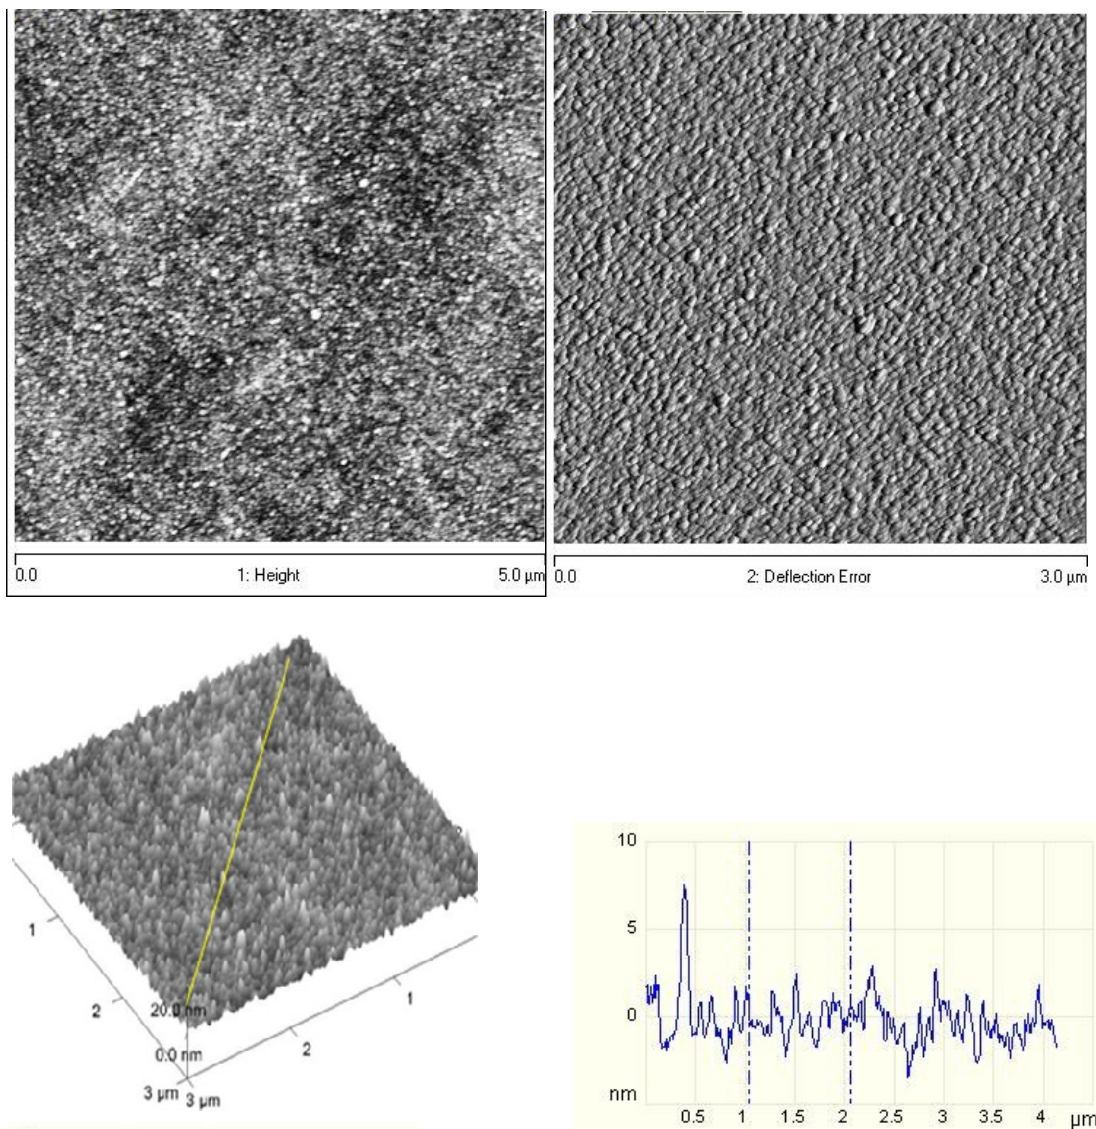 0.0 1: Height 5.0 µm
0.0 2: Deflection Error 3.0 µm
1
2
20.0 nm
0.0 nm
3 µm 3 µm
2
1
10
5
0
nm
0.5 1 1.5 2 2.5 3 3.5 4 µm